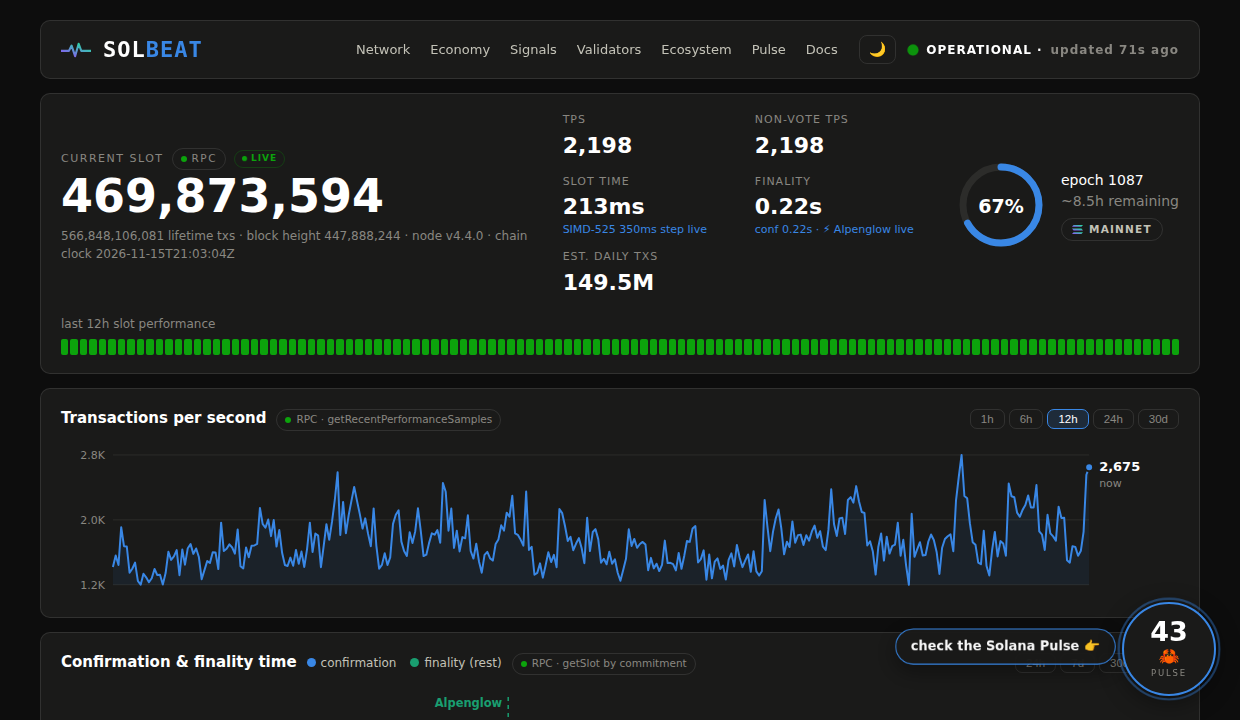 SOLBEAT
Network Economy Signals Validators Ecosystem Pulse Docs
OPERATIONAL · updated 71s ago
CURRENT SLOT RPC LIVE
469,873,594
566,848,106,081 lifetime txs · block height 447,888,244 · node v4.4.0 · chain
clock 2026-11-15T21:03:04Z
TPS
2,198
NON-VOTE TPS
2,198
SLOT TIME
213ms
SIMD-525 350ms step live
FINALITY
0.22s
conf 0.22s · ⚡ Alpenglow live
EST. DAILY TXS
149.5M
67%
epoch 1087
~8.5h remaining
MAINNET
last 12h slot performance
Transactions per second RPC · getRecentPerformanceSamples
1h 6h 12h 24h 30d
2.8K
2.0K
1.2K
2,675
now
Confirmation & finality time confirmation finality (rest) RPC · getSlot by commitment
check the Solana Pulse 👉
43
PULSE
Alpenglow